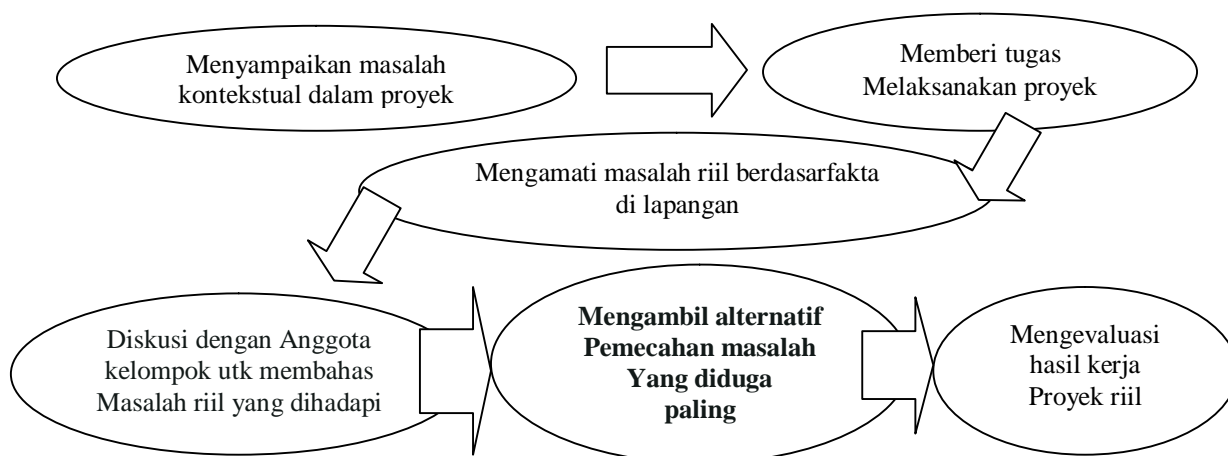 Menyampaikan masalah
kontekstual dalam proyek
Memberi tugas
Melaksanakan proyek
Mengamati masalah riil berdasarfakta
di lapangan
Diskusi dengan Anggota
kelompok utk membahas
Masalah riil yang dihadapi
Mengambil alternatif
Pemecahan masalah
Yang diduga
paling
Mengevaluasi
hasil kerja
Proyek riil